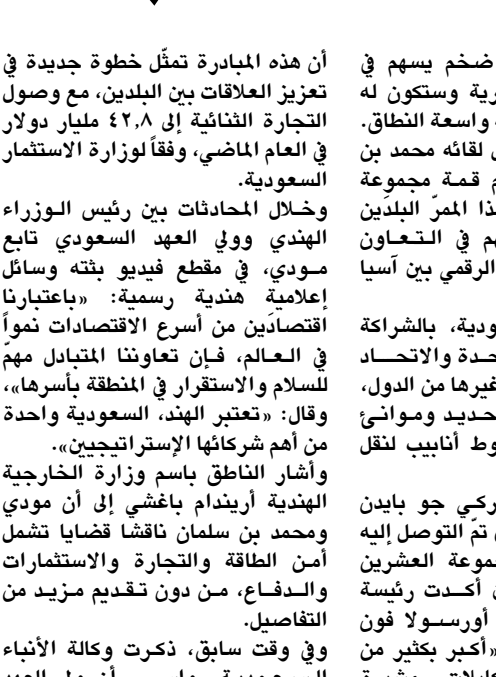 ضخم يسهم في
رية وستكون له
واسعة النطاق.
لقائه محمد بن
قمة مجموعة
هذا الممرّ البلدَين
هم في التعاون
الرقمي بين آسيا
ودية، بالشراكة
حدة والاتحاد
غيرها من الدول،
حديد وموانئ
وط أنابيب لنقل
ركي جو بايدن
تمّ التوصل إليه
موعة العشرين
أكدت رئيسة
أورسولا فون
«أكبر بكثير من
أن هذه المبادرة تمثّل خطوة جديدة في
تعزيز العلاقات بين البلدين، مع وصول
التجارة الثنائية إلى ٤٢,٨ مليار دولار
في العام الماضي، وفقاً لوزارة الاستثمار
السعودية.
وخلال المحادثات بين رئيس الوزراء
الهندي وولي العهد السعودي تابع
مودي، في مقطع فيديو بثته وسائل
إعلامية هندية رسمية: «باعتبارنا
اقتصادَين من أسرع الاقتصادات نمواً
في العالم، فإن تعاوننا المتبادل مهمّ
للسلام والاستقرار في المنطقة بأسرها»،
وقال: «تعتبر الهند، السعودية واحدة
من أهم شركائها الإستراتيجيين».
وأشار الناطق باسم وزارة الخارجية
الهندية أريندام باغشي إلى أن مودي
ومحمد بن سلمان ناقشا قضايا تشمل
أمن الطاقة والتجارة والاستثمارات
والدفاع، من دون تقديم مزيد من
التفاصيل.
وفي وقت سابق، ذكرت وكالة الأنباء